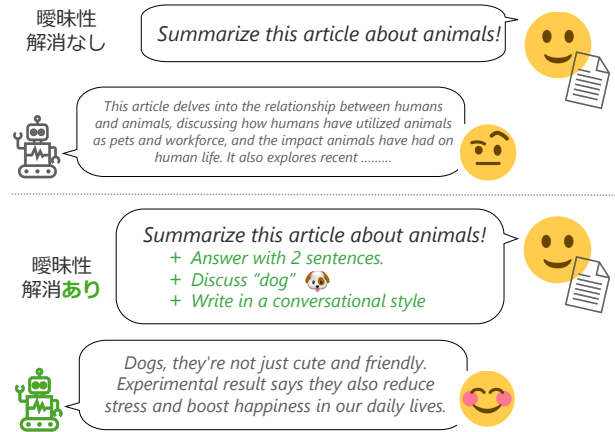 曖昧性
解消なし
Summarize this article about animals!
This article delves into the relationship between humans
and animals, discussing how humans have utilized animals
as pets and workforce, and the impact animals have had on
human life. It also explores recent ………
曖昧性
解消あり
Summarize this article about animals!
+ Answer with 2 sentences.
+ Discuss “dog”
+ Write in a conversational style
Dogs, they're not just cute and friendly.
Experimental result says they also reduce
stress and boost happiness in our daily lives.